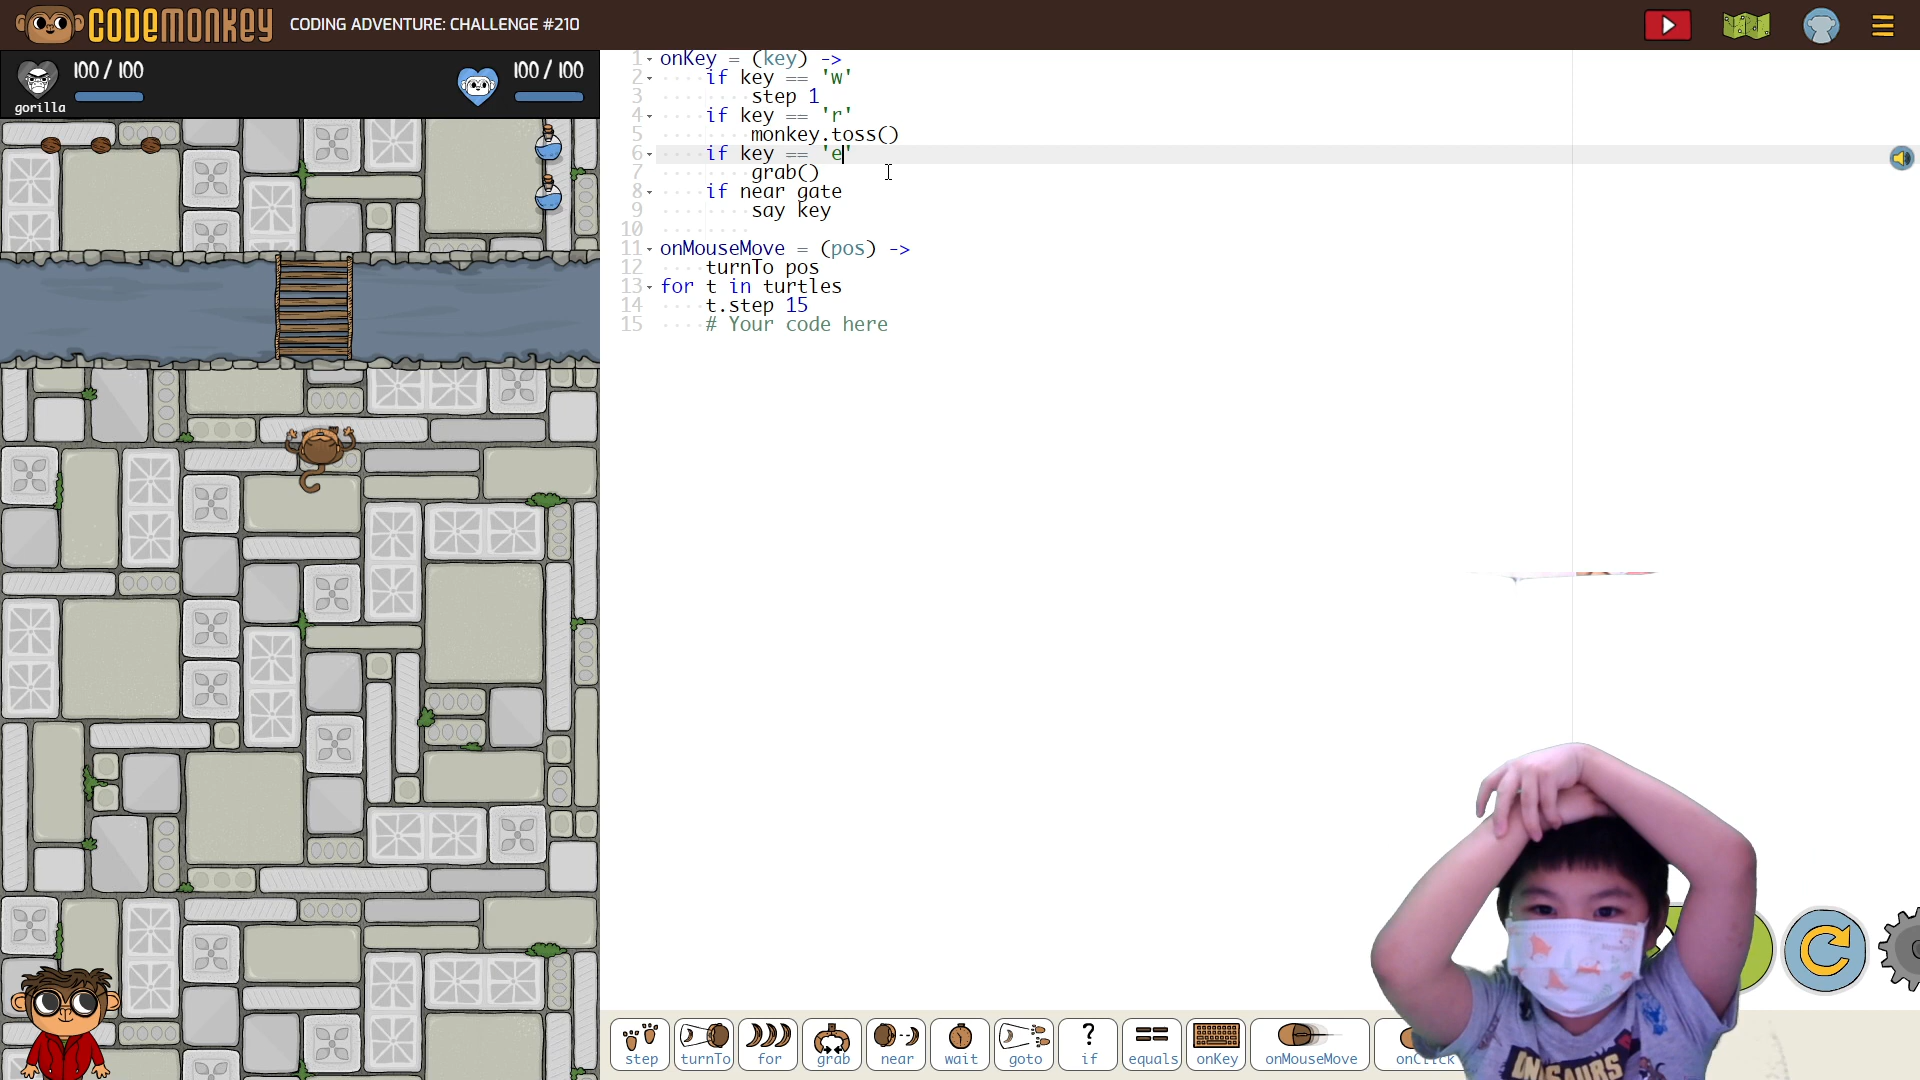 CODEMONKEY
CODING ADVENTURE: CHALLENGE #210
100 / 100
100 / 100
gorilla
1 onKey = (key) ->
2 if key == 'w'
3 step 1
4 if key == 'r'
5 monkey.toss()
6 if key == 'e'
7 grab()
8 if near gate
9 say key
10
11 onMouseMove = (pos) ->
12 turnTo pos
13 for t in turtles
14 t.step 15
15 # Your code here
step turnTo for grab near wait goto if equals onKey onMouseMove onClick